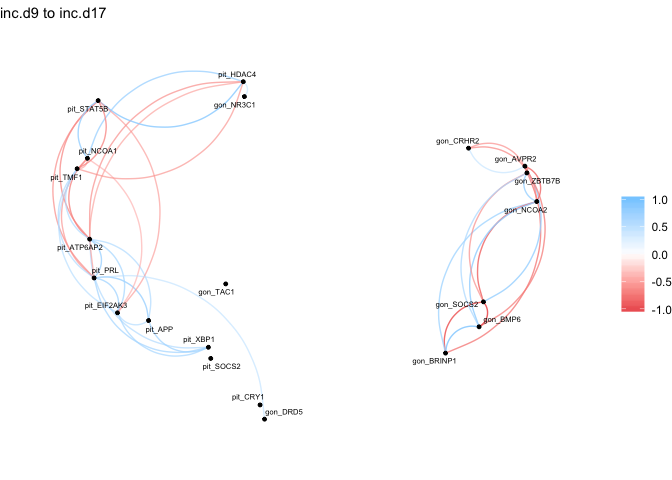 inc.d9 to inc.d17
pit_HDAC4
gon_NR3C1
pit_STAT5B
pit_NCOA1
pit_TMF1
pit_ATP6AP2
pit_PRL
gon_TAC1
pit_EIF2AK3
pit_APP
pit_XBP1
pit_SOCS2
pit_CRY1
gon_DRD5
gon_CRHR2
gon_AVPR2
gon_ZBTB7B
gon_NCOA2
gon_SOCS2
gon_BMP6
gon_BRINP1
1.0
0.5
0.0
-0.5
-1.0